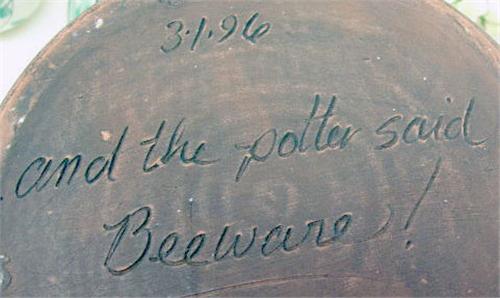 3.1.96
and the potter said
Beeware!